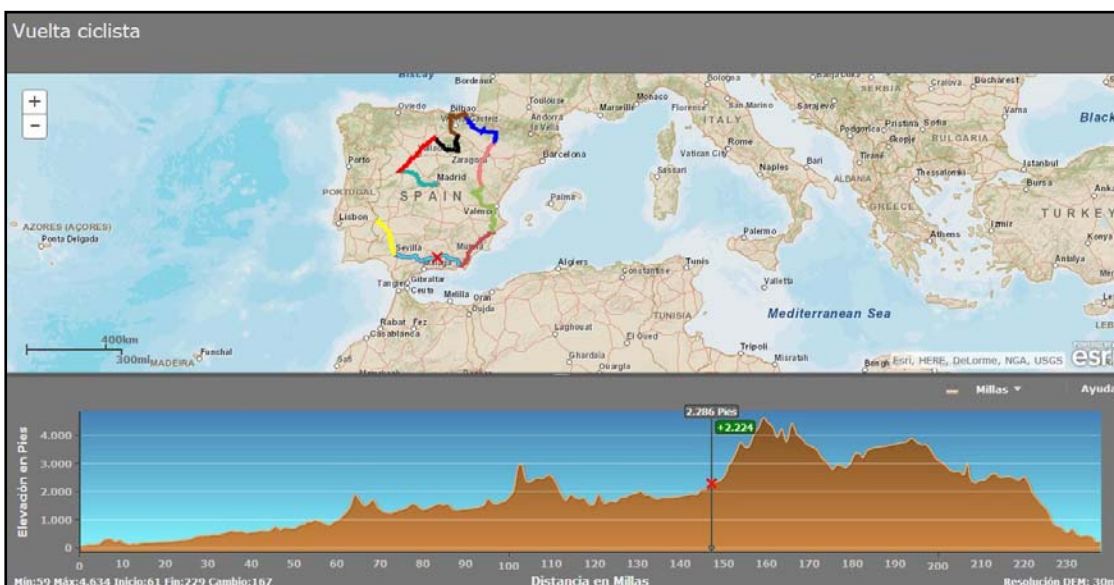 Vuelta ciclista
+
−
Bordeaux
Oviedo
Bilbao
Toulouse
Andorra
la Vella
Marseille
Monaco
Bologna
Florence
San Marino
ITALY
Sarajevo
SERBIA
Craiova
Bucharest
Varna
Black
Podgorica
Pristina
Sofia
Skopje
BULGARIA
Porto
Zaragoza
Barcelona
Madrid
Vatican City
Rome
Tiranë
ALBANIA
Thessaloniki
Istanbul
Bursa
Anka
PORTUGAL
SPAIN
Sassari
Naples
Bari
GREECE
TURKEY
Lisbon
Valencia
Palma
Izmir
Konya
AZORES (AÇORES)
Ponta Delgada
Sevilla
Murcia
Palermo
Athens
Antalya
Algiers
Constantine
Tunis
Valletta
Tangier
Gibraltar
Ceuta
Melilla
Oran
Oujda
TUNISIA
Mediterranean Sea
Rabat
Fez
Casablanca
Laghouat
El Oued
400km
300mi
MADEIRA
Funchal
Safi
Ghardaia
Ouargla
Tripoli
Misratah
Esri, HERE, DeLorme, NGA, USGS
Millas
Ayuda
2.286 Pies
+2.224
Elevación en Pies
4.000
3.000
2.000
1.000
0
0 10 20 30 40 50 60 70 80 90 100 110 120 130 140 150 160 170 180 190 200 210 220 230
Mín:59 Máx:4.634 Inicio:61 Fin:229 Cambio:167
Distancia en Millas
Resolución DEM: